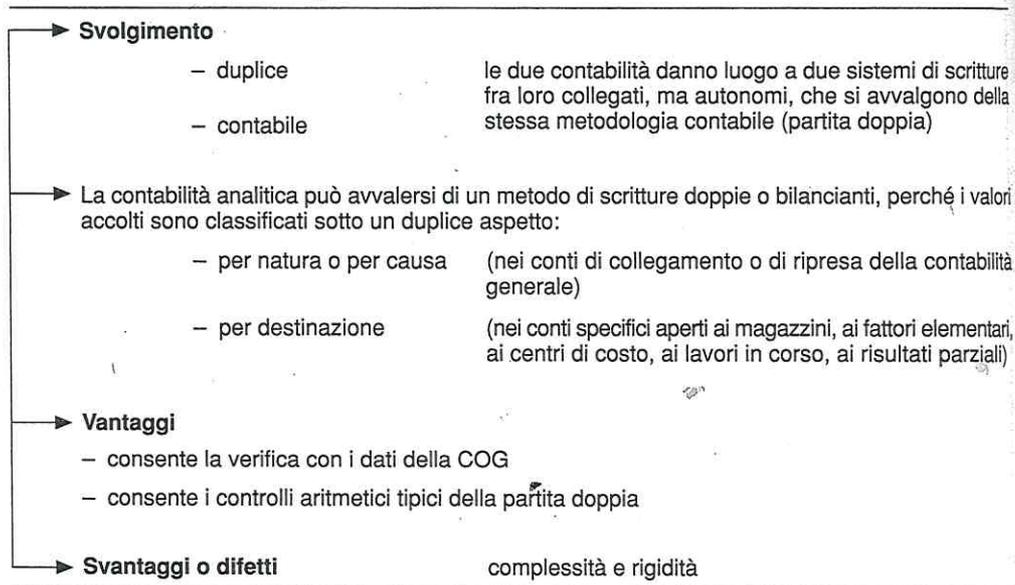 Svolgimento
– duplice
le due contabilità danno luogo a due sistemi di scritture
fra loro collegati, ma autonomi, che si avvalgono della
stessa metodologia contabile (partita doppia)
– contabile
La contabilità analitica può avvalersi di un metodo di scritture doppie o bilancianti, perché i valori
accolti sono classificati sotto un duplice aspetto:
– per natura o per causa
(nei conti di collegamento o di ripresa della contabilità
generale)
– per destinazione
(nei conti specifici aperti ai magazzini, ai fattori elementari,
ai centri di costo, ai lavori in corso, ai risultati parziali)
Vantaggi
– consente la verifica con i dati della COG
– consente i controlli aritmetici tipici della partita doppia
Svantaggi o difetti
complessità e rigidità